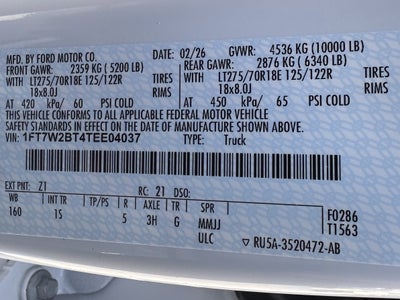 MFD. BY FORD MOTOR CO. 02/26 GVWR: 4536 KG (10000 LB)
FRONT GAWR: 2359 KG (5200 LB) REAR GAWR: 2876 KG (6340 LB)
WITH LT275/70R18E 125/122R TIRES WITH LT275/70R18E 125/122R TIRES
18x8.0J RIMS 18x8.0J RIMS
AT 420 kPa/ 60 PSI COLD AT 450 kPa/ 65 PSI COLD
THIS VEHICLE CONFORMS TO ALL APPLICABLE FEDERAL MOTOR VEHICLE
SAFETY AND THEFT PREVENTION STANDARDS IN EFFECT ON THE
DATE OF MANUFACTURE SHOWN ABOVE.
VIN: 1FT7W2BT4TEE04037 TYPE: Truck
EXT PNT: Z1 RC: 21 DSO:
WB INT TR TP/PS R AXLE TR SPR F0286
160 1S 5 3H G MMJJ T1563
ULC RU5A-3520472-AB